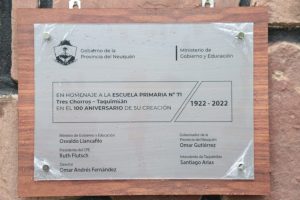 Gobierno de la
Provincia del Neuquén
Ministerio de
Gobierno y Educación
EN HOMENAJE A LA ESCUELA PRIMARIA N° 71
Tres Chorros - Taquimilán
EN EL 100 ANIVERSARIO DE SU CREACIÓN
1922 - 2022
Ministro de Gobierno y Educación
Osvaldo Llancafilo
Presidenta del CPE
Ruth Flutsch
Director
Omar Andrés Fernández
Gobernador de la
Provincia del Neuquén
Omar Gutiérrez
Intendente de Taquimilán
Santiago Arias